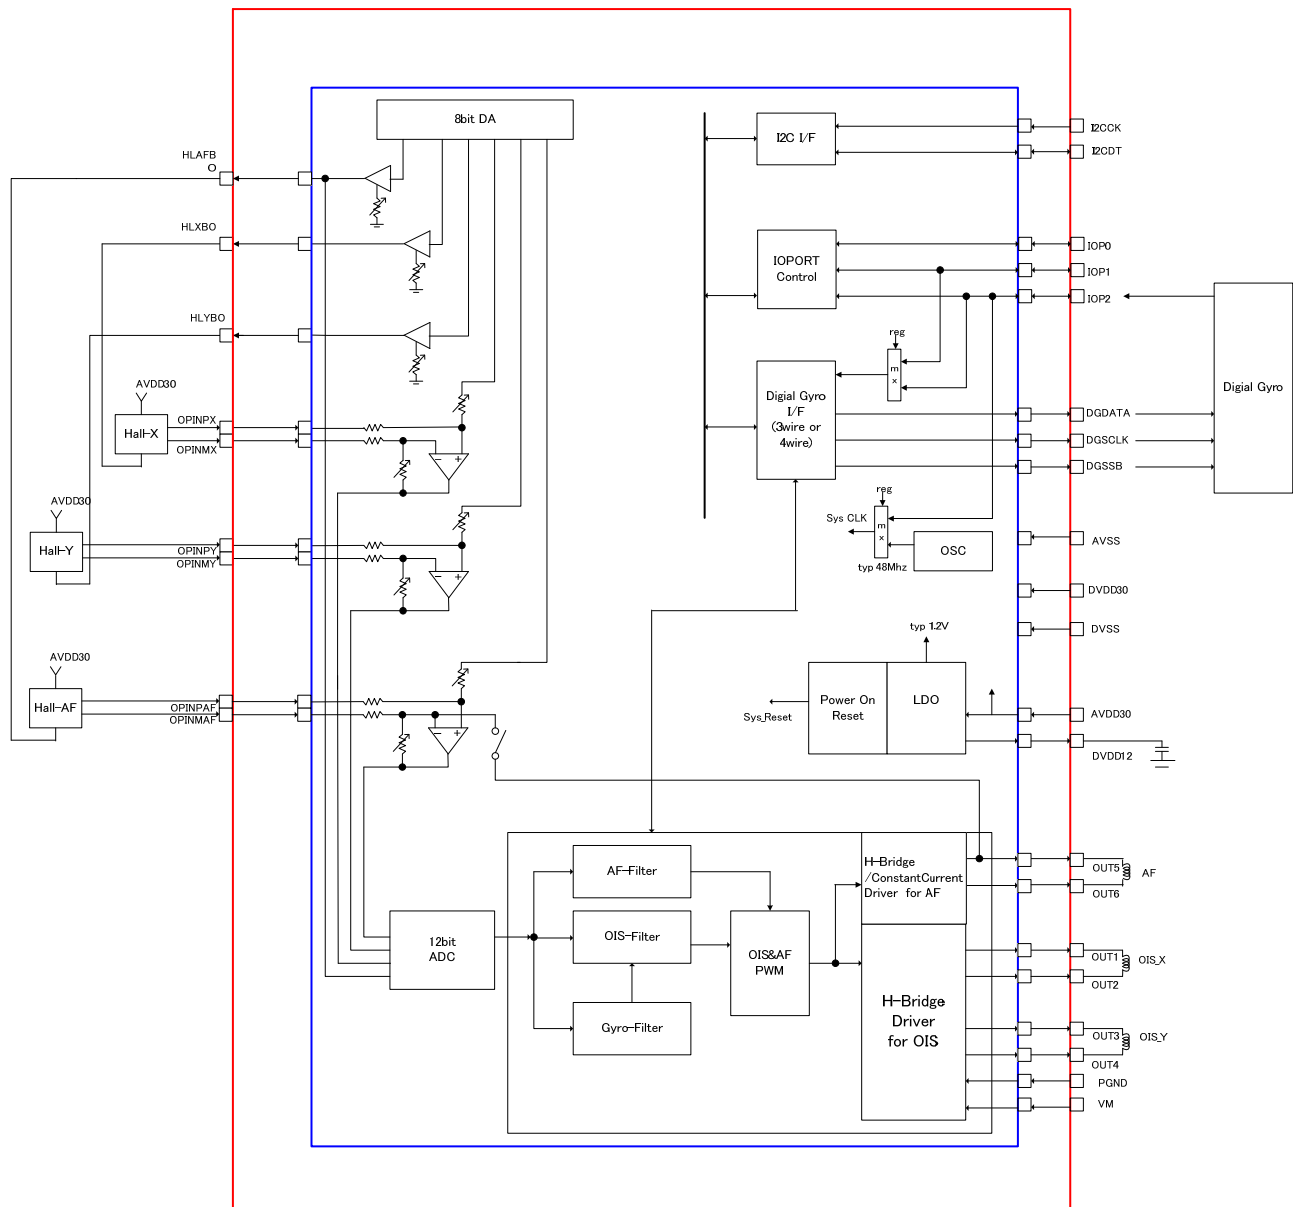 8bit DA
HLAFB
O
HLXBO
HLYBO
AVDD30
Hall-X
OPINPX
OPINMX
AVDD30
Hall-Y
OPINPY
OPINMY
AVDD30
Hall-AF
OPINPAF
OPINMAF
I2C I/F
I2CCK
I2CDT
IOPORT
Control
IOP0
IOP1
IOP2
reg
m
x
Digial Gyro
I/F
(3wire or
4wire)
Digial Gyro
DGDATA
DGSCLK
DGSSB
reg
Sys CLK
m
x
OSC
typ 48Mhz
AVSS
DVDD30
DVSS
typ 1.2V
Power On
Reset
LDO
Sys_Reset
AVDD30
DVDD12
- +
- +
- +
AF-Filter
H-Bridge
/ConstantCurrent
Driver for AF
OUT5
AF
OUT6
12bit
ADC
OIS-Filter
OIS&AF
PWM
Gyro-Filter
H-Bridge
Driver
for OIS
OUT1
OIS_X
OUT2
OUT3
OIS_Y
OUT4
PGND
VM